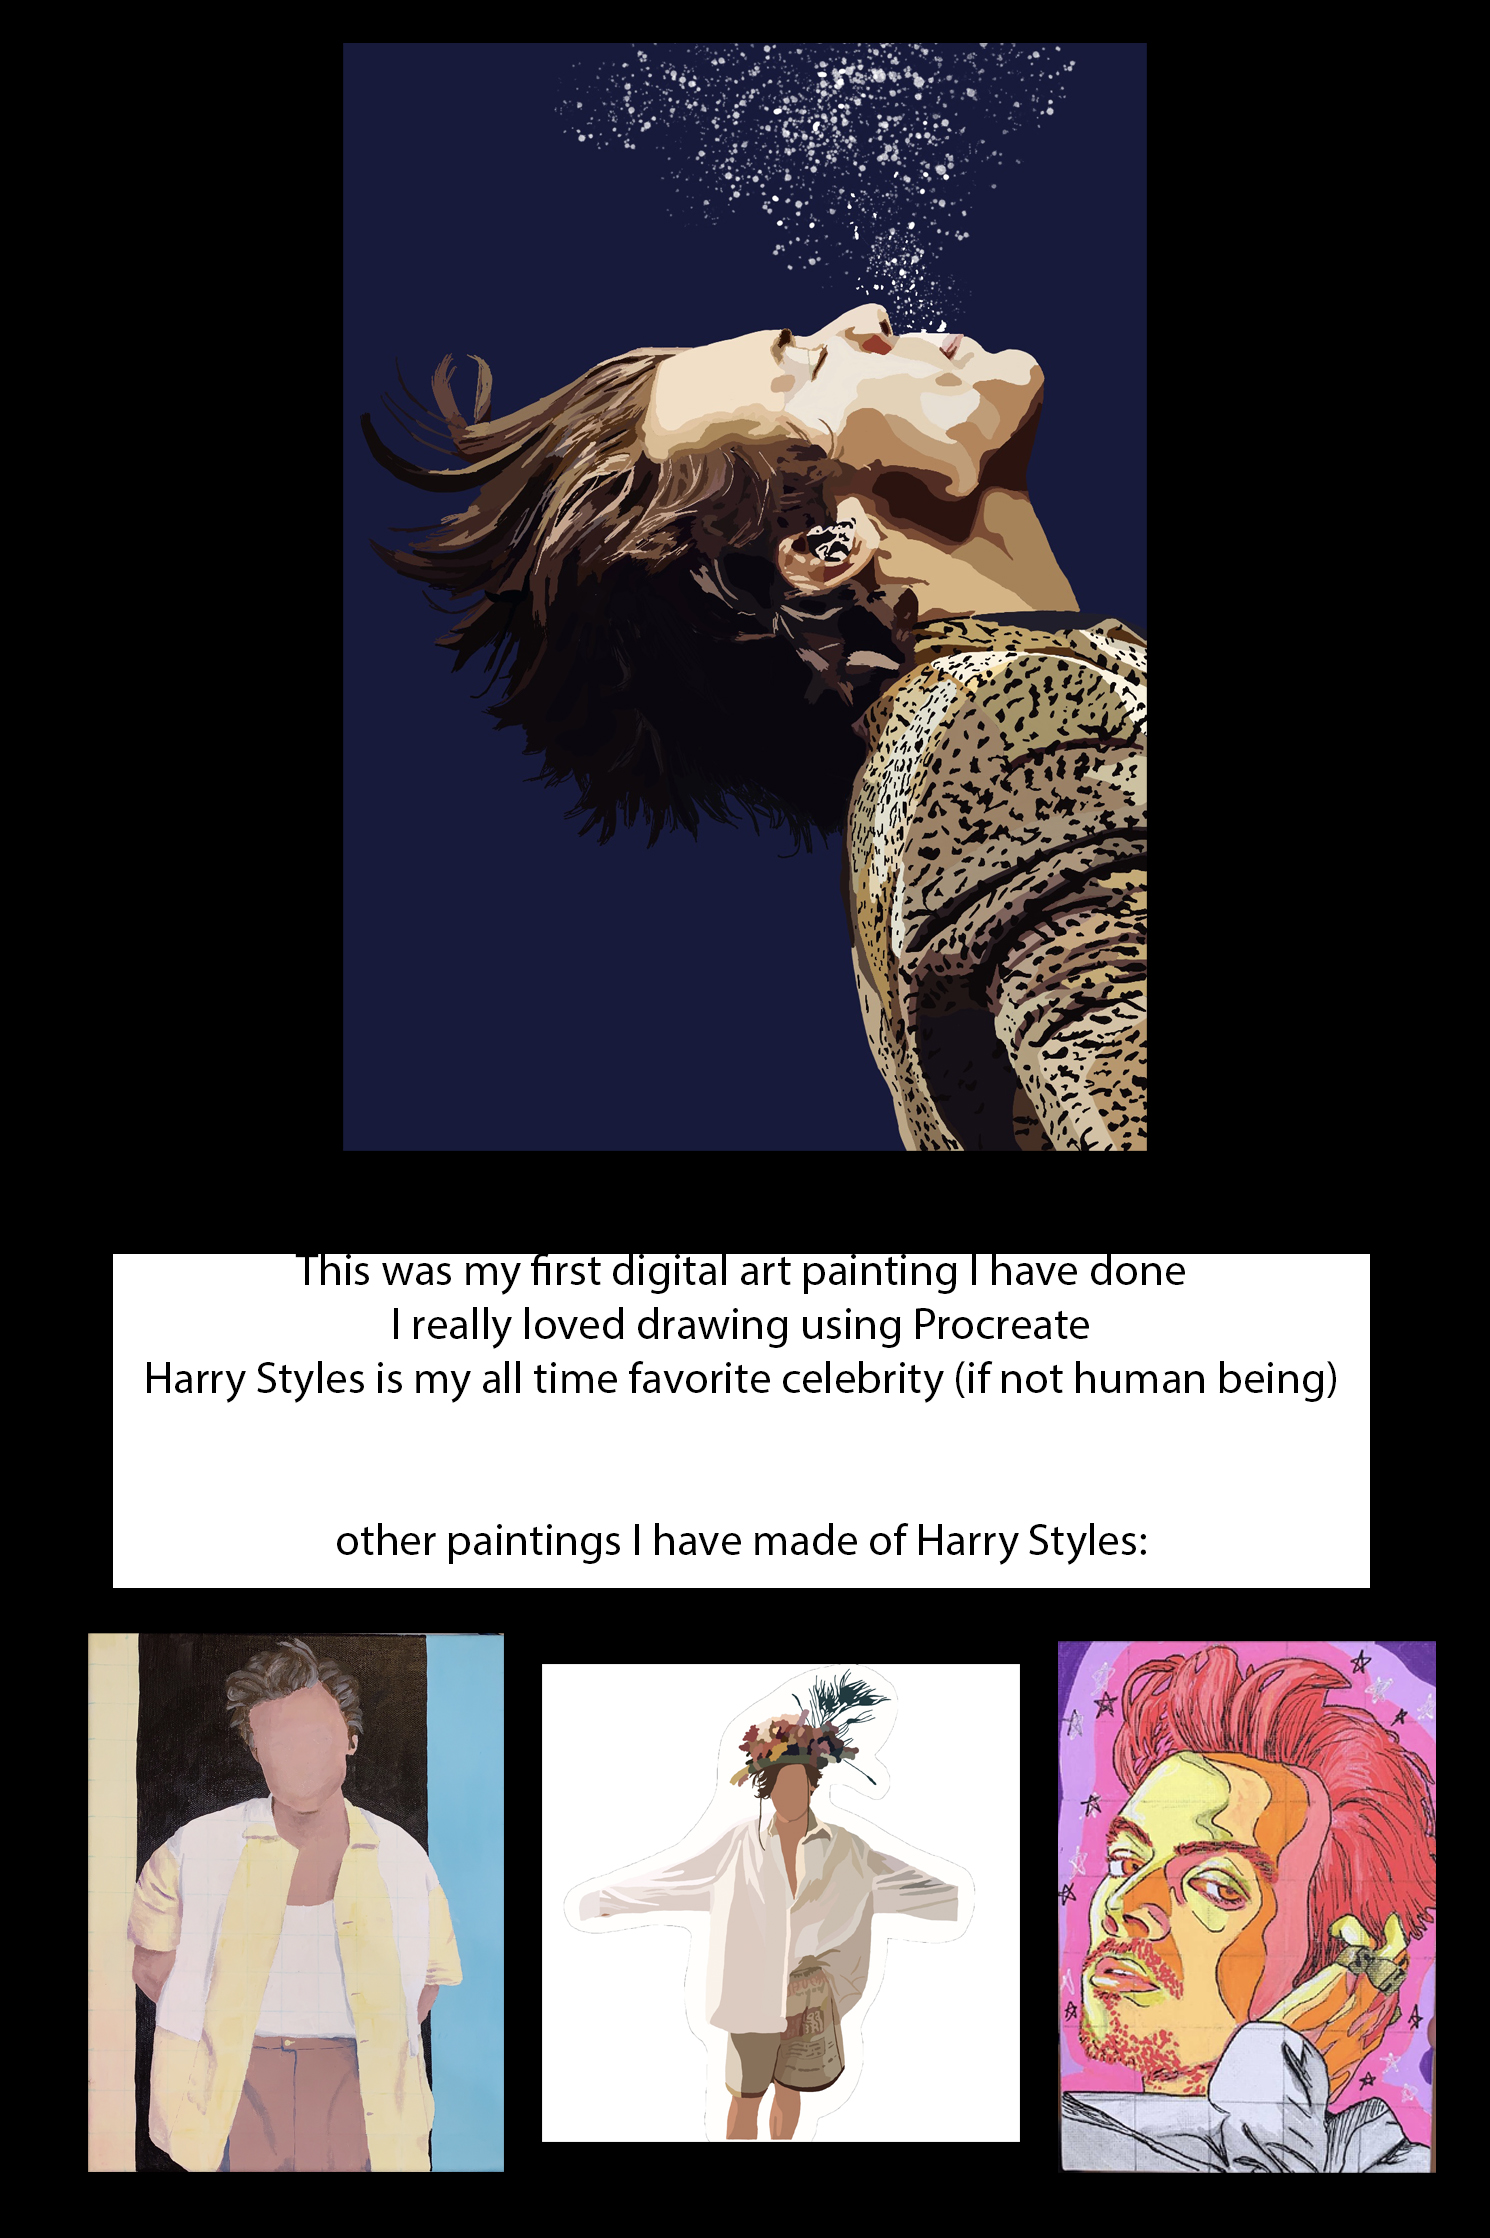 This was my first digital art painting I have done
I really loved drawing using Procreate
Harry Styles is my all time favorite celebrity (if not human being)
other paintings I have made of Harry Styles: